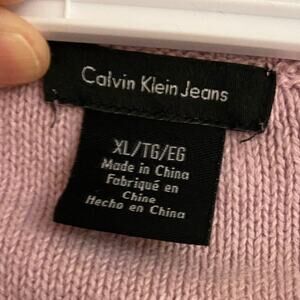 Calvin Klein Jeans
XL/TG/EG
Made in China
Fabriqué en
Chine
Hecho en China